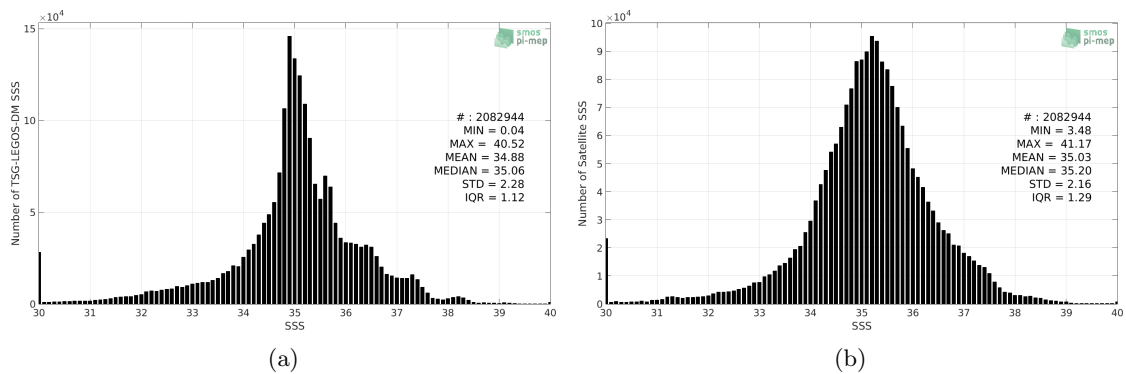 ×10⁴
15
10
5
0
Number of TSG-LEGOS-DM SSS
30 31 32 33 34 35 36 37 38 39 40
SSS
smos
pi-mep
# : 2082944
MIN = 0.04
MAX = 40.52
MEAN = 34.88
MEDIAN = 35.06
STD = 2.28
IQR = 1.12
(a)
×10⁴
10
9
8
7
6
5
4
3
2
1
0
Number of Satellite SSS
30 31 32 33 34 35 36 37 38 39 40
SSS
smos
pi-mep
# : 2082944
MIN = 3.48
MAX = 41.17
MEAN = 35.03
MEDIAN = 35.20
STD = 2.16
IQR = 1.29
(b)